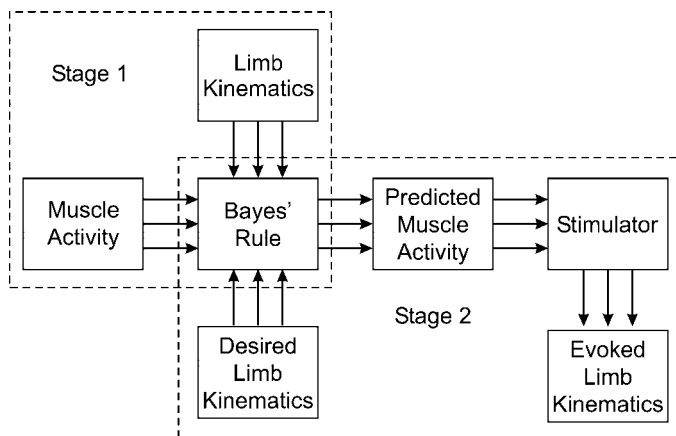 Stage 1
Limb
Kinematics
Muscle
Activity
Bayes'
Rule
Predicted
Muscle
Activity
Stimulator
Stage 2
Desired
Limb
Kinematics
Evoked
Limb
Kinematics